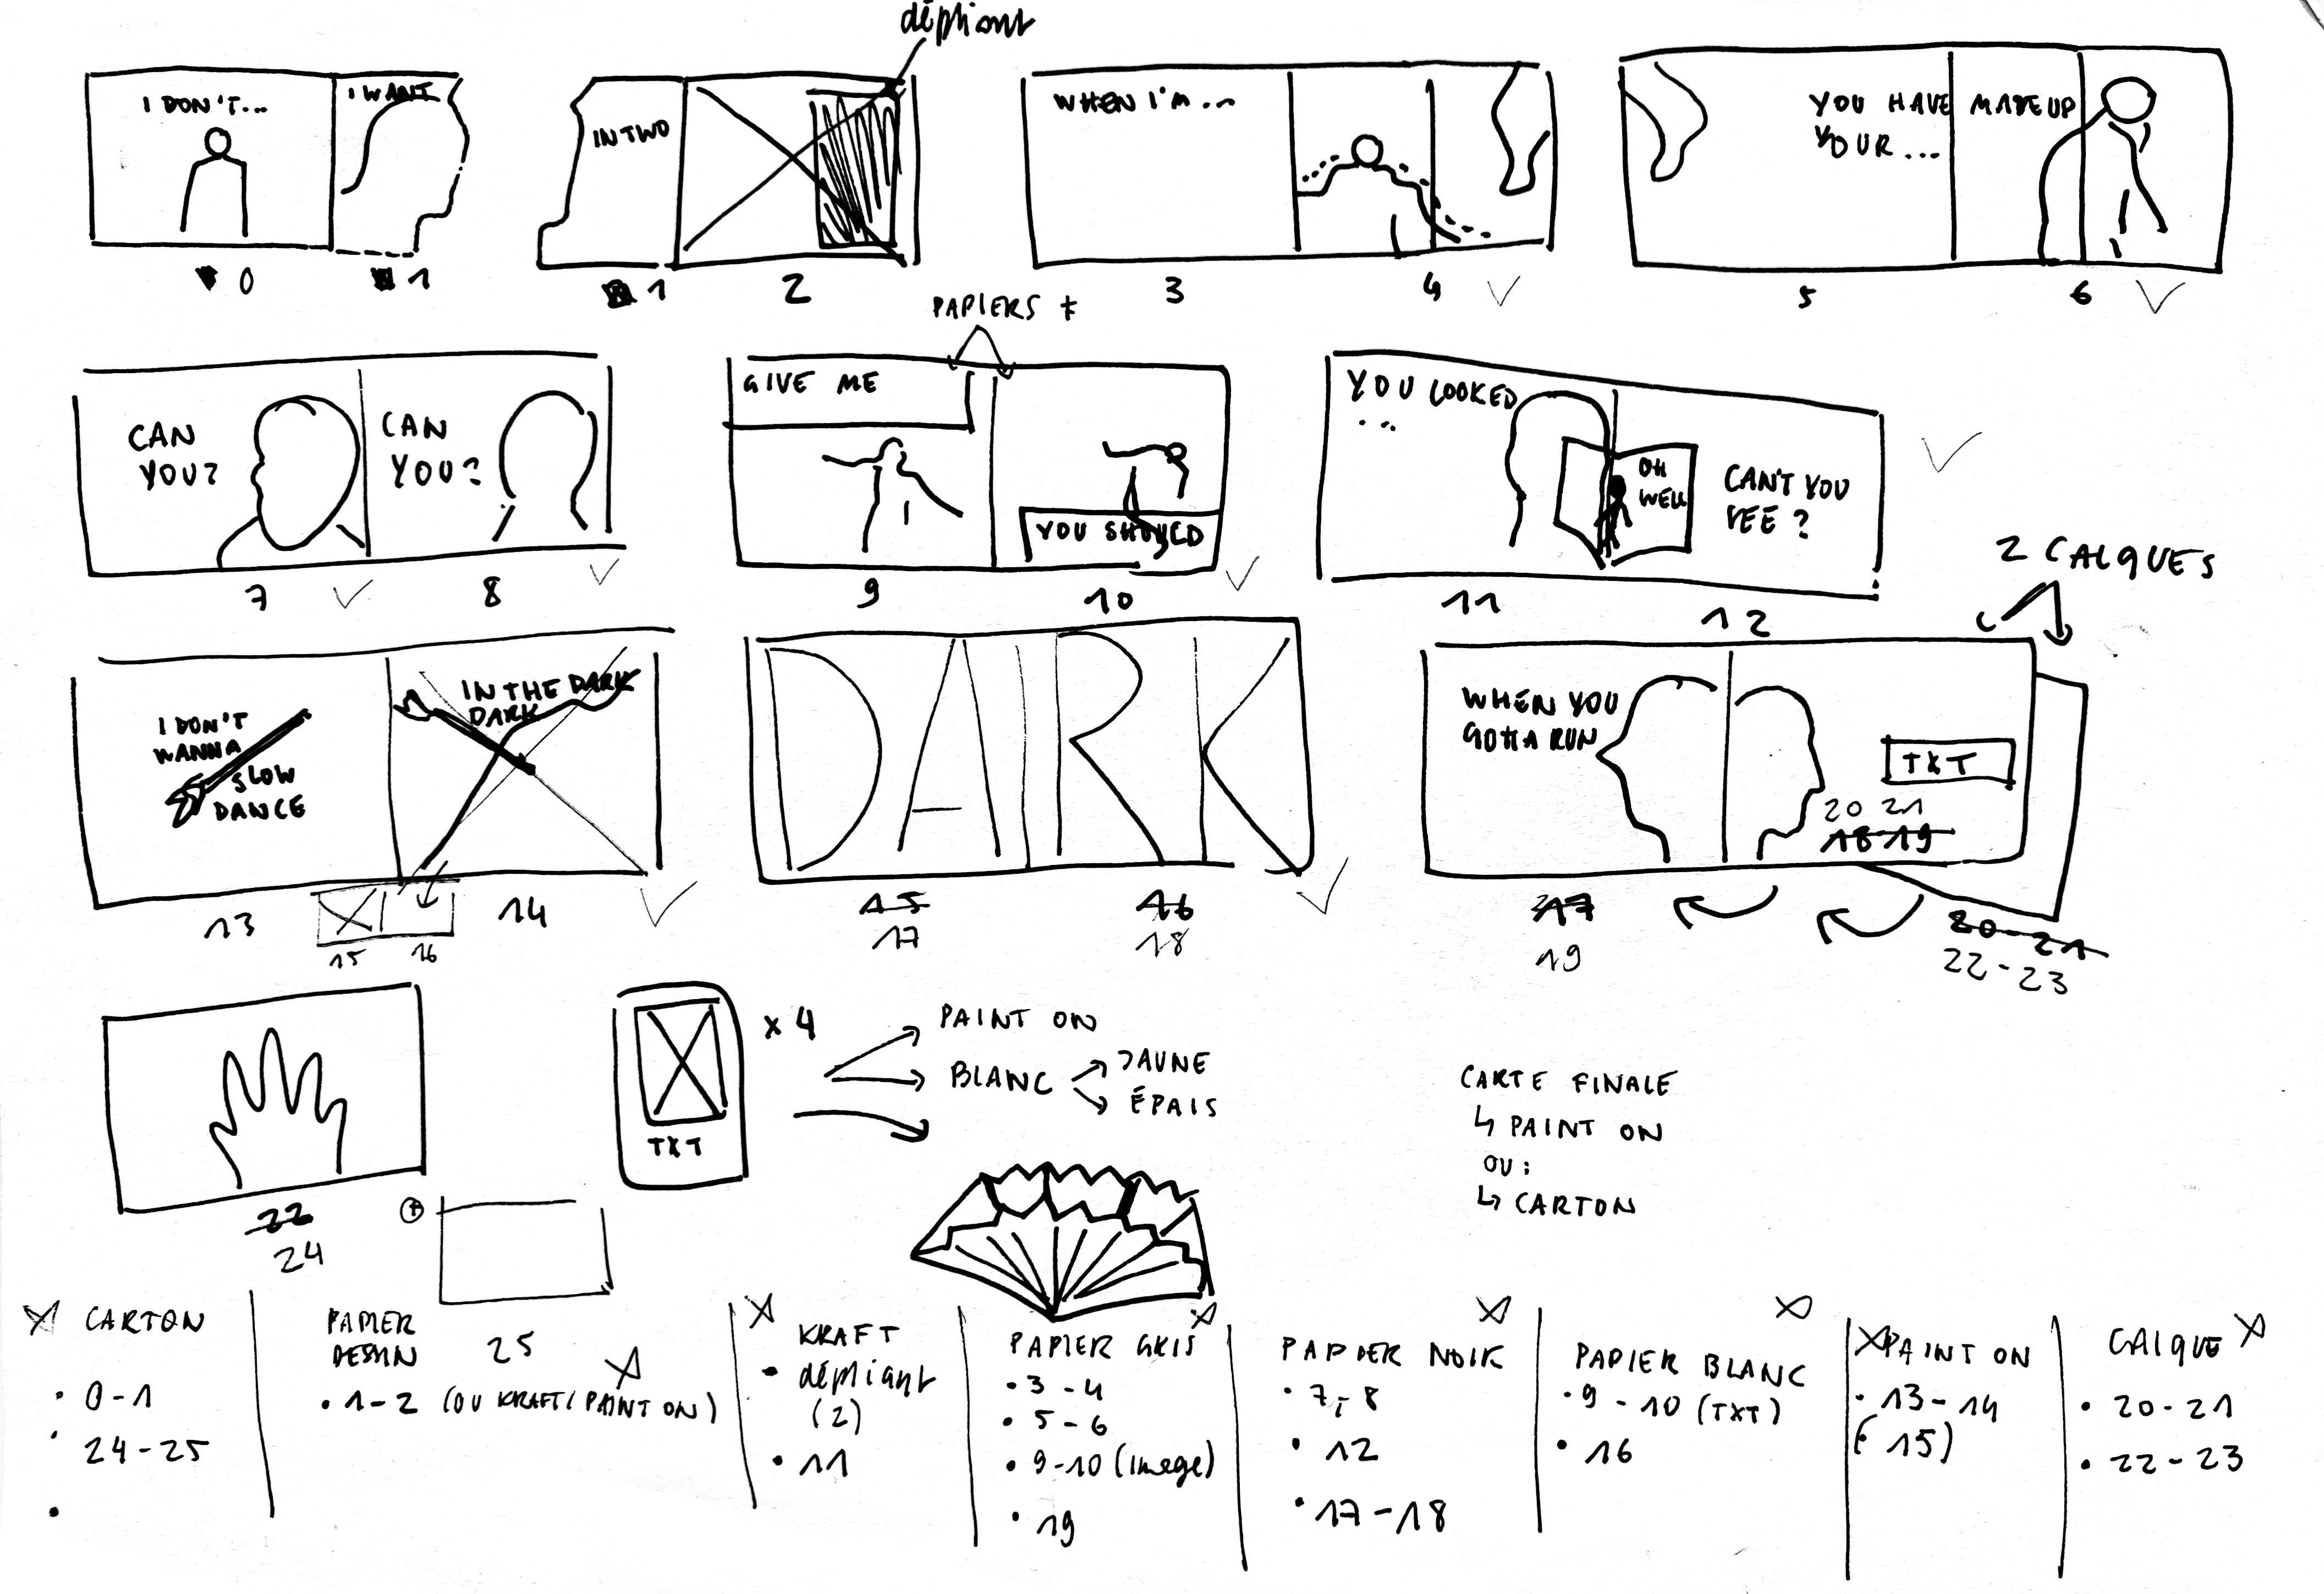 dépliant
I DON'T...
I WANT
0
1
IN TWO
1
2
WHEN I'M ...
3
4
YOU HAVE MADE UP
YOUR ...
5
6
PAPIERS ≠
CAN
YOU?
CAN
YOU?
7
8
GIVE ME
YOU SHOULD
9
10
YOU LOOKED
...
OH
WELL
CAN'T YOU
SEE ?
11
12
2 CALQUES
I DON'T
WANNA
SLOW
DANCE
IN THE DARK
DARK
13
14
15
16
DARK
15
16
17
18
WHEN YOU
GOTTA RUN
TXT
20 21
18-19
17
19
20-21
22-23
22
24
TXT
x 4
PAINT ON
BLANC
JAUNE
ÉPAIS
CARTE FINALE
↳ PAINT ON
OU :
↳ CARTON
+
25
CARTON
• 0-1
• 24-25
•
PAPIER
DESSIN
• 1-2 (OU KRAFT/PAINT ON)
KRAFT
• dépliant
(2)
• 11
PAPIER GRIS
• 3-4
• 5-6
• 9-10 (image)
• 19
PAPIER NOIR
• 7-8
• 12
• 17-18
PAPIER BLANC
• 9-10 (TXT)
• 16
PAINT ON
• 13-14
(• 15)
CALQUE
• 20-21
• 22-23